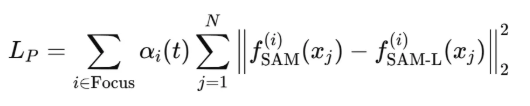 $$L_P = \sum_{i \in \text{Focus}} \alpha_i(t) \sum_{j=1}^{N} \left\| f_{\text{SAM}}^{(i)}(x_j) - f_{\text{SAM-L}}^{(i)}(x_j) \right\|_2^2$$